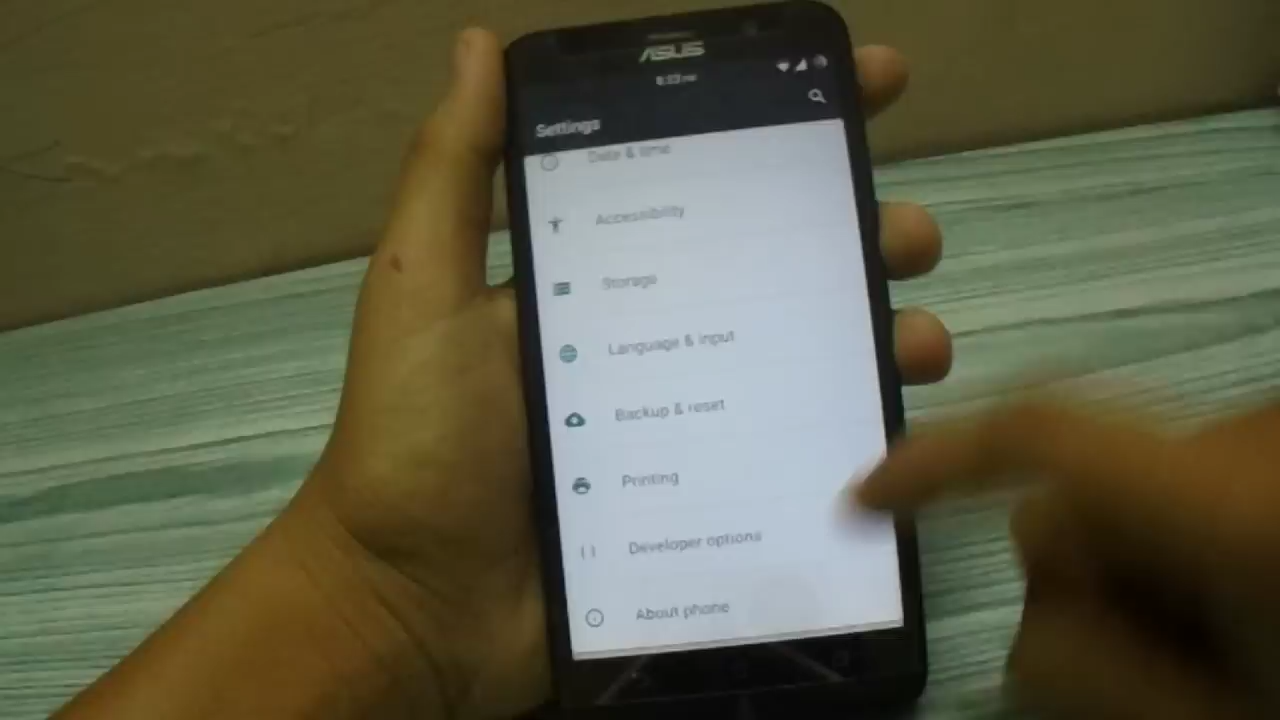 ASUS
Settings
Date & time
Accessibility
Storage
Language & input
Backup & reset
Printing
Developer options
About phone